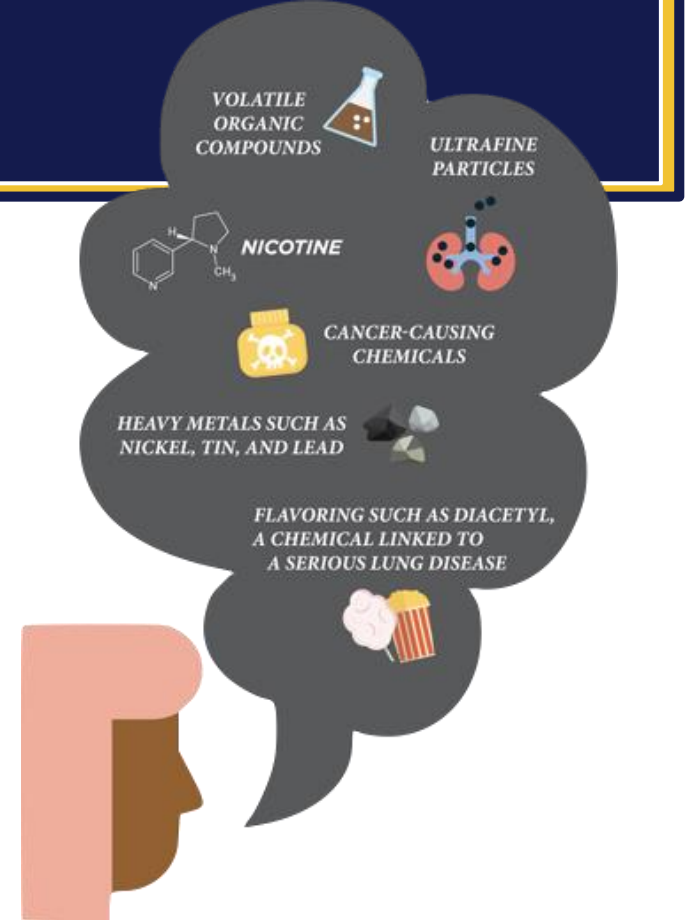 VOLATILE
ORGANIC
COMPOUNDS
ULTRAFINE
PARTICLES
H
N
CH3
N
NICOTINE
CANCER-CAUSING
CHEMICALS
HEAVY METALS SUCH AS
NICKEL, TIN, AND LEAD
FLAVORING SUCH AS DIACETYL,
A CHEMICAL LINKED TO
A SERIOUS LUNG DISEASE